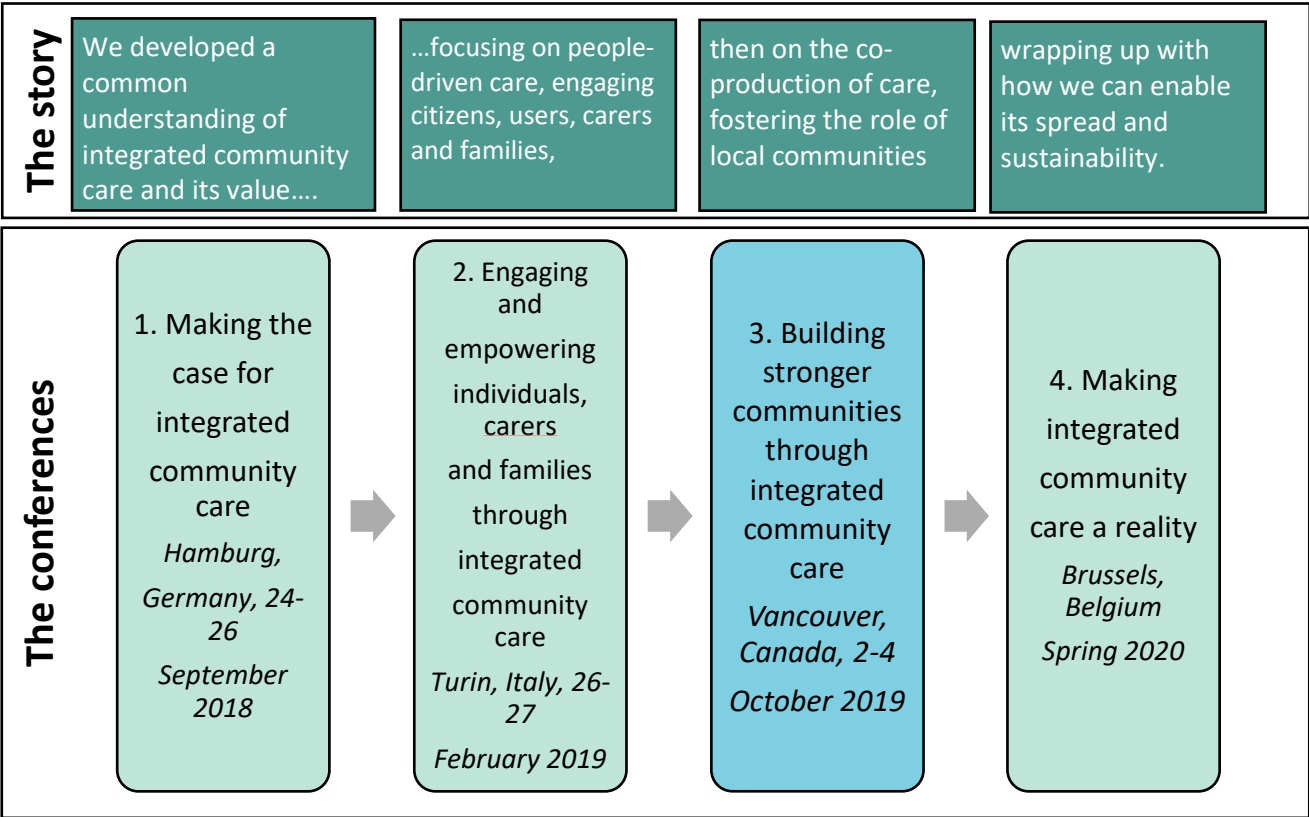 The story
We developed a
common
understanding of
integrated community
care and its value….
…focusing on people-
driven care, engaging
citizens, users, carers
and families,
then on the co-
production of care,
fostering the role of
local communities
wrapping up with
how we can enable
its spread and
sustainability.
The conferences
1. Making the
case for
integrated
community
care
Hamburg,
Germany, 24-
26
September
2018
2. Engaging
and
empowering
individuals,
carers
and families
through
integrated
community
care
Turin, Italy, 26-
27
February 2019
3. Building
stronger
communities
through
integrated
community
care
Vancouver,
Canada, 2-4
October 2019
4. Making
integrated
community
care a reality
Brussels,
Belgium
Spring 2020